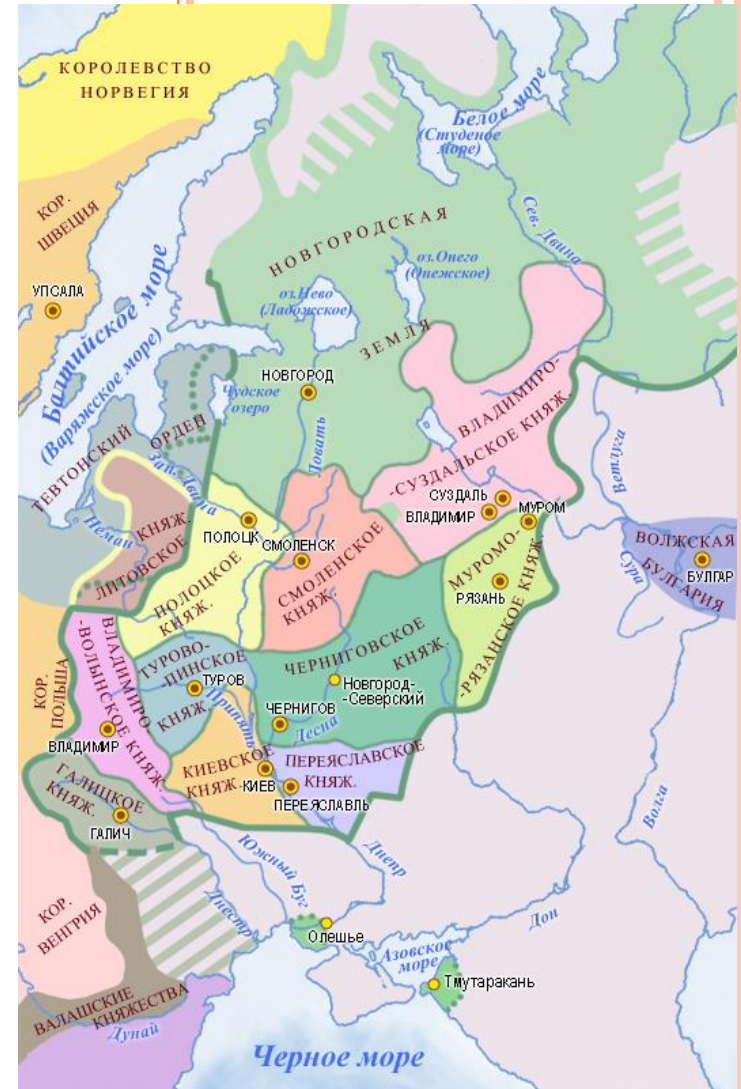 КОРОЛЕВСТВО
НОРВЕГИЯ
Белое море
(Студеное
море)
КОР.
ШВЕЦИЯ
Сев. Двина
НОВГОРОДСКАЯ
ЗЕМЛЯ
оз.Онего
(Онежское)
УПСАЛА
оз.Нево
(Ладожское)
Балтийское море
(Варяжское море)
НОВГОРОД
Чудское
озеро
ВЛАДИМИРО-
-СУЗДАЛЬСКОЕ КНЯЖ.
ТЕВТОНСКИЙ
ОРДЕН
Зап. Двина
Ловать
Ветлуга
СУЗДАЛЬ
ВЛАДИМИР
МУРОМ
Неман
ЛИТОВСКОЕ
КНЯЖ.
ПОЛОЦК
СМОЛЕНСК
ПОЛОЦКОЕ
КНЯЖ.
СМОЛЕНСКОЕ
КНЯЖ.
МУРОМО-
-РЯЗАНСКОЕ КНЯЖ.
РЯЗАНЬ
Сура
ВОЛЖСКАЯ
БУЛГАРИЯ
БУЛГАР
КОР.
ПОЛЬША
ВЛАДИМИРО-
-ВОЛЫНСКОЕ КНЯЖ.
ВЛАДИМИР
ТУРОВО-
-ПИНСКОЕ
КНЯЖ.
ТУРОВ
Припять
ЧЕРНИГОВСКОЕ
КНЯЖ.
Новгород-
-Северский
ЧЕРНИГОВ
Десна
КИЕВСКОЕ
КНЯЖ.
КИЕВ
ПЕРЕЯСЛАВСКОЕ
КНЯЖ.
ПЕРЕЯСЛАВЛЬ
ГАЛИЦКОЕ
КНЯЖ.
ГАЛИЧ
Волга
Южный Буг
Днепр
Днестр
КОР.
ВЕНГРИЯ
Дон
Олешье
Азовское
море
Тмутаракань
ВАЛАШСКИЕ
КНЯЖЕСТВА
Дунай
Черное море